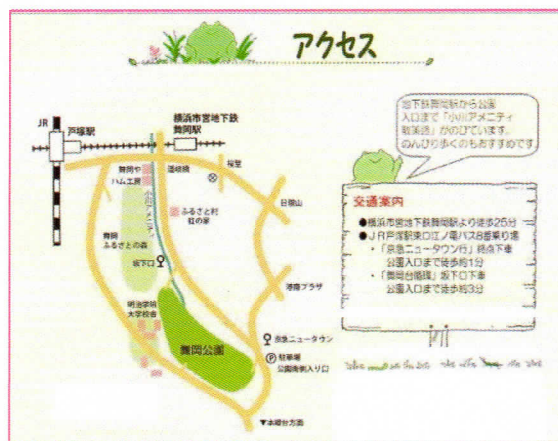 アクセス
JR
戸塚駅
横浜市営地下鉄
舞岡駅
舞岡や
ハム工房
小川アメニティ
桜堂
日限山
ふるさと村
虹の家
舞岡
ふるさとの森
坂下口
港南プラザ
明治学院
大学校舎
舞岡公園
京急ニュータウン
P
駐車場
公園南側入り口
▼本郷台方面
地下鉄舞岡駅から公園
入口まで「小川アメニティ
散策道」がのびています。
のんびり歩くのもおすすめです
交通案内
●横浜市営地下鉄舞岡駅より徒歩25分
●JR戸塚駅東口江ノ電バス8番乗り場
・「京急ニュータウン行」終点下車
公園入口まで徒歩約1分
・「舞岡台循環」坂下口下車
公園入口まで徒歩約3分